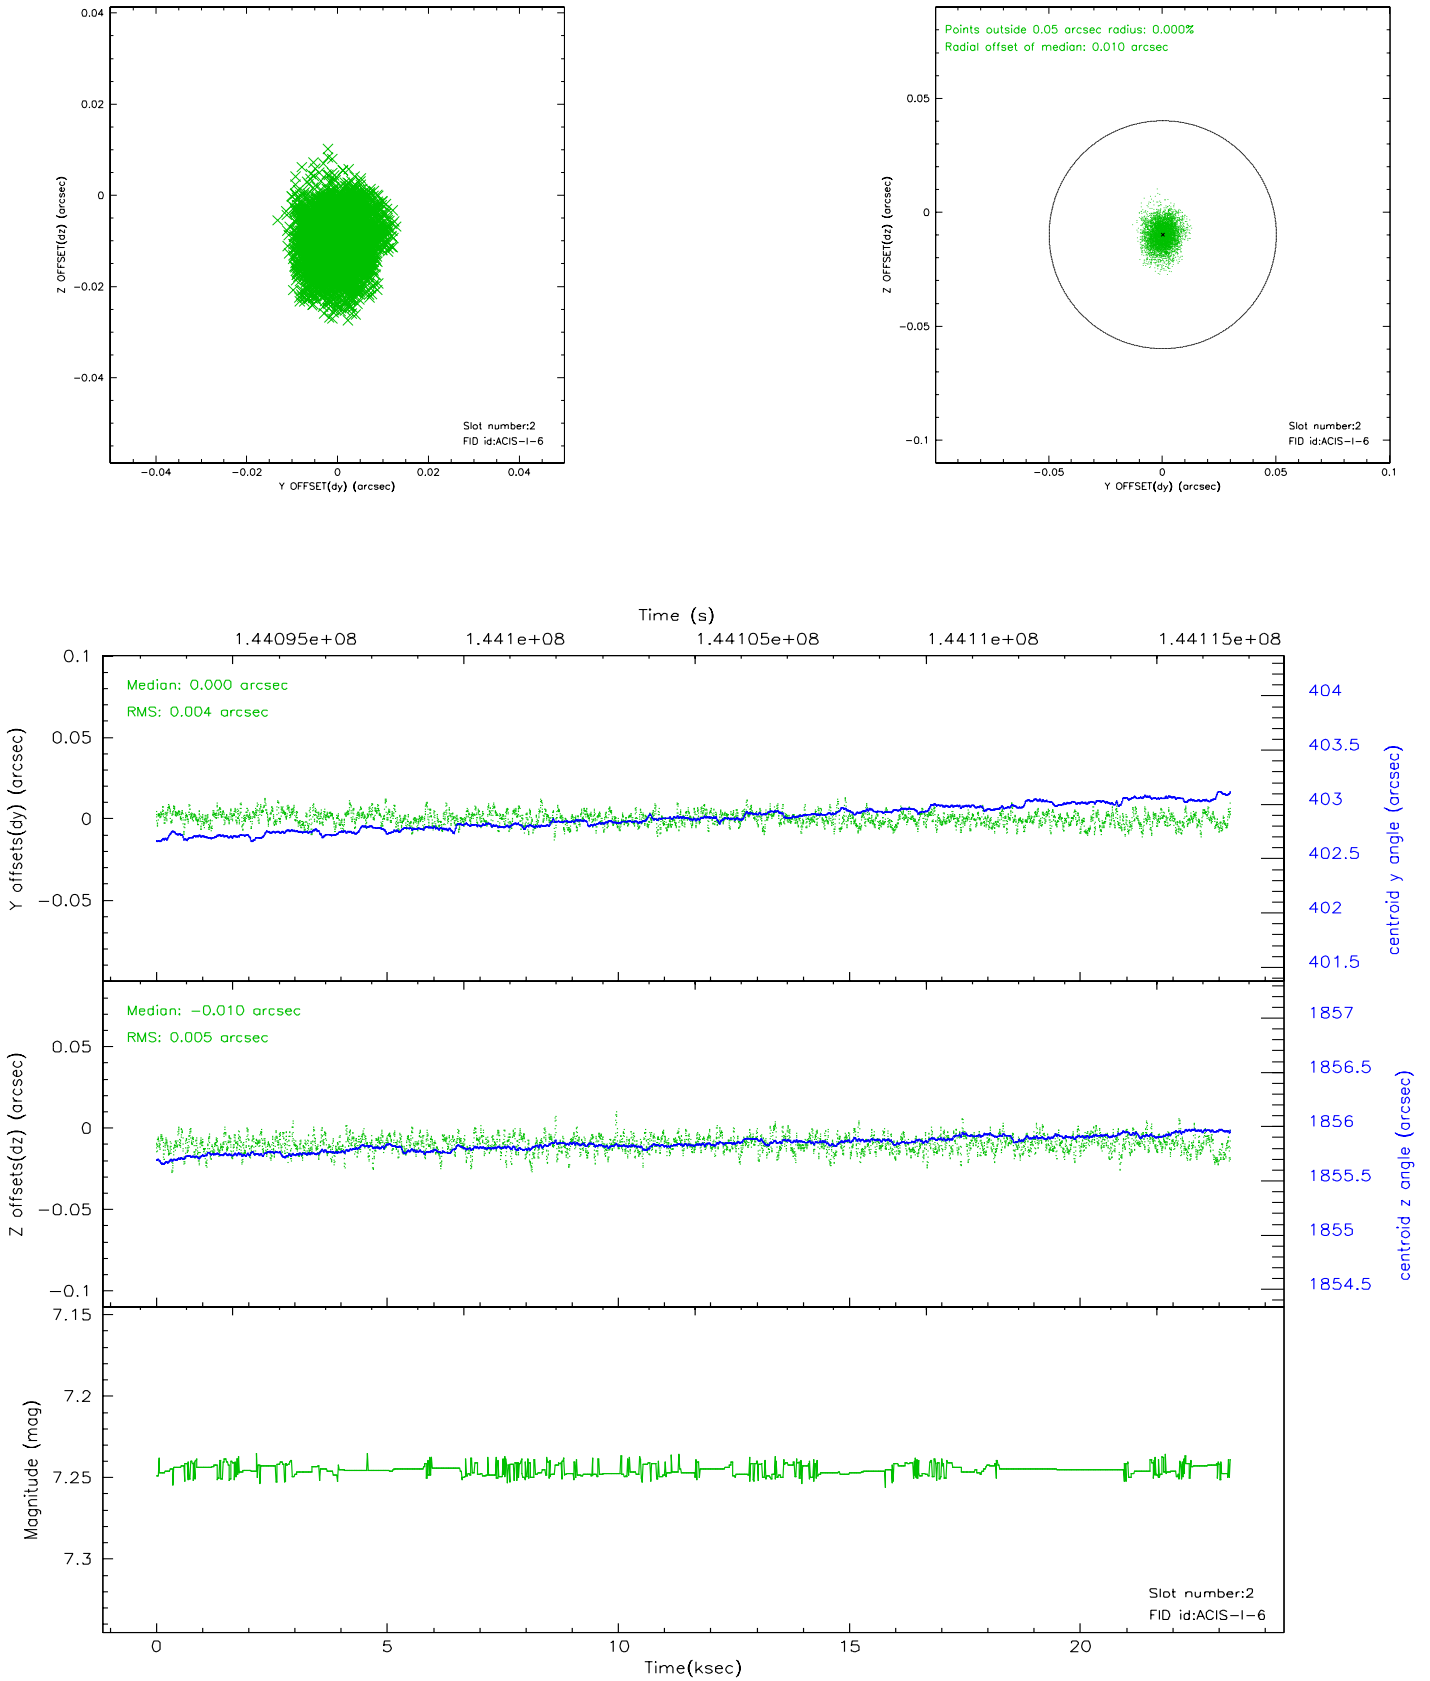 0.04
0.02
0
−0.02
−0.04
Z OFFSET(dz) (arcsec)
Slot number:2
FID id:ACIS−I−6
−0.04 −0.02 0 0.02 0.04
Y OFFSET(dy) (arcsec)
Points outside 0.05 arcsec radius: 0.000%
Radial offset of median: 0.010 arcsec
0.05
0
−0.05
−0.1
Z OFFSET(dz) (arcsec)
Slot number:2
FID id:ACIS−I−6
−0.05 0 0.05 0.1
Y OFFSET(dy) (arcsec)
Time (s)
1.44095e+08 1.441e+08 1.44105e+08 1.4411e+08 1.44115e+08
Median: 0.000 arcsec
RMS: 0.004 arcsec
0.1
0.05
0
−0.05
Y offsets(dy) (arcsec)
404
403.5
403
402.5
402
401.5
centroid y angle (arcsec)
Median: −0.010 arcsec
RMS: 0.005 arcsec
0.05
0
−0.05
−0.1
Z offsets(dz) (arcsec)
1857
1856.5
1856
1855.5
1855
1854.5
centroid z angle (arcsec)
7.15
7.2
7.25
7.3
Magnitude (mag)
Slot number:2
FID id:ACIS−I−6
0 5 10 15 20
Time(ksec)